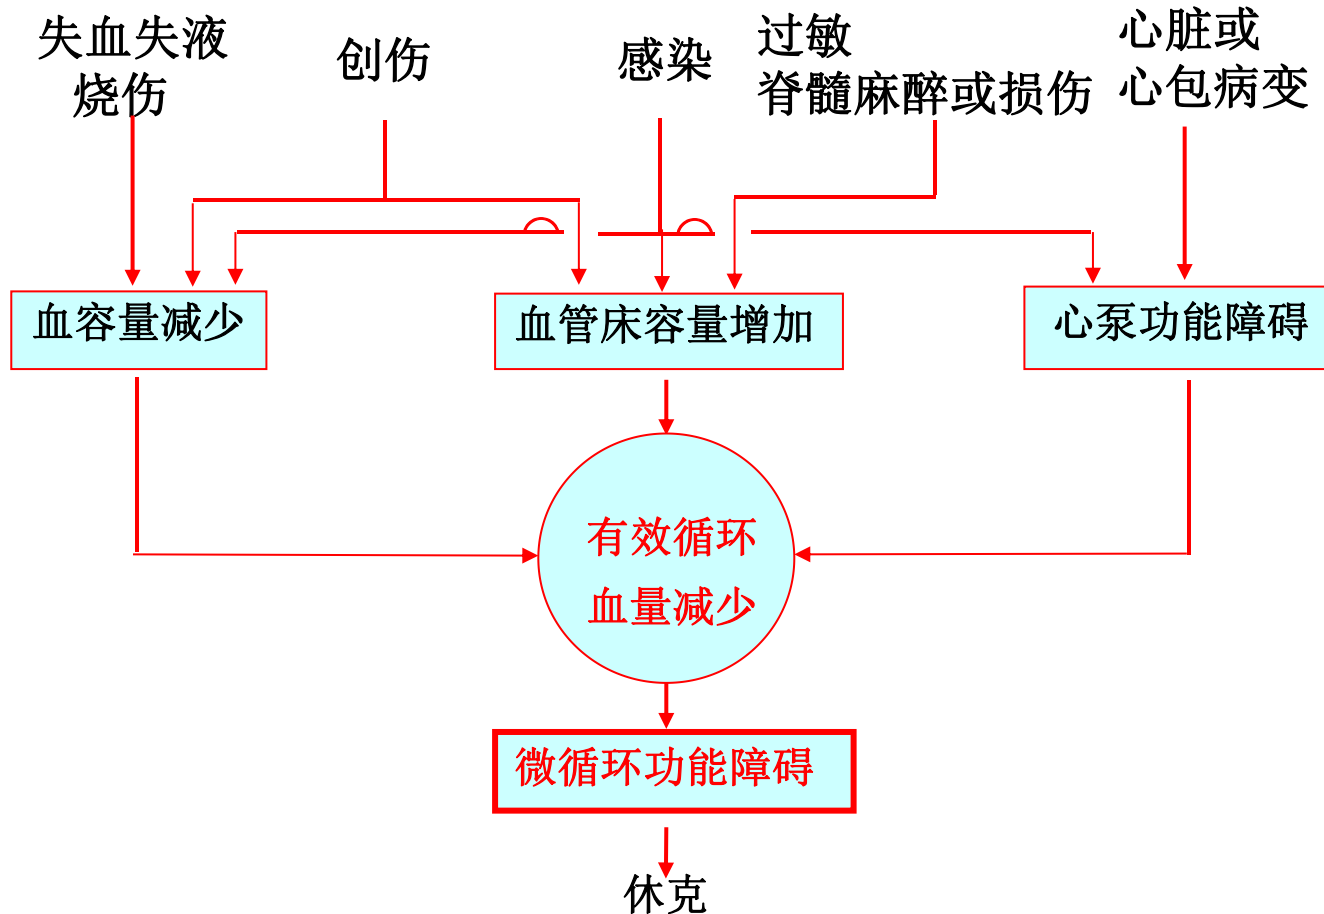 失血失液
烧伤
创伤
感染
过敏
脊髓麻醉或损伤
心脏或
心包病变
血容量减少
血管床容量增加
心泵功能障碍
有效循环
血量减少
微循环功能障碍
休克